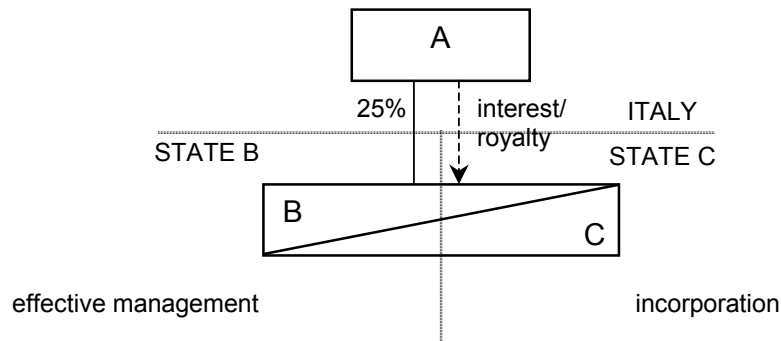 A
25%
interest/
royalty
ITALY
STATE B
STATE C
B
C
effective management
incorporation